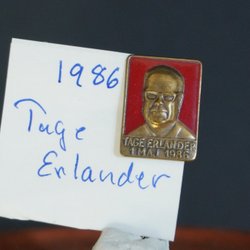 1986
Tage
Erlander
TAGE ERLANDER
1 MAJ 1986